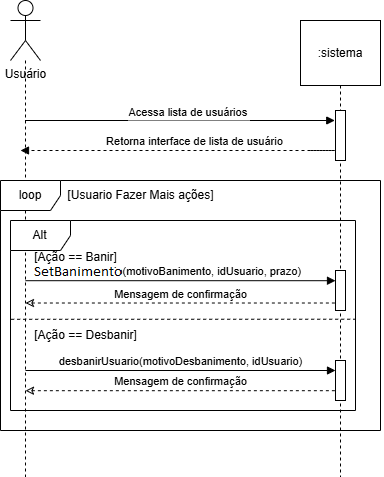 Usuário
:sistema
Acessa lista de usuários
Retorna interface de lista de usuário
loop
[Usuario Fazer Mais ações]
Alt
[Ação == Banir]
SetBanimento(motivoBanimento, idUsuario, prazo)
Mensagem de confirmação
[Ação == Desbanir]
desbanirUsuario(motivoDesbanimento, idUsuario)
Mensagem de confirmação